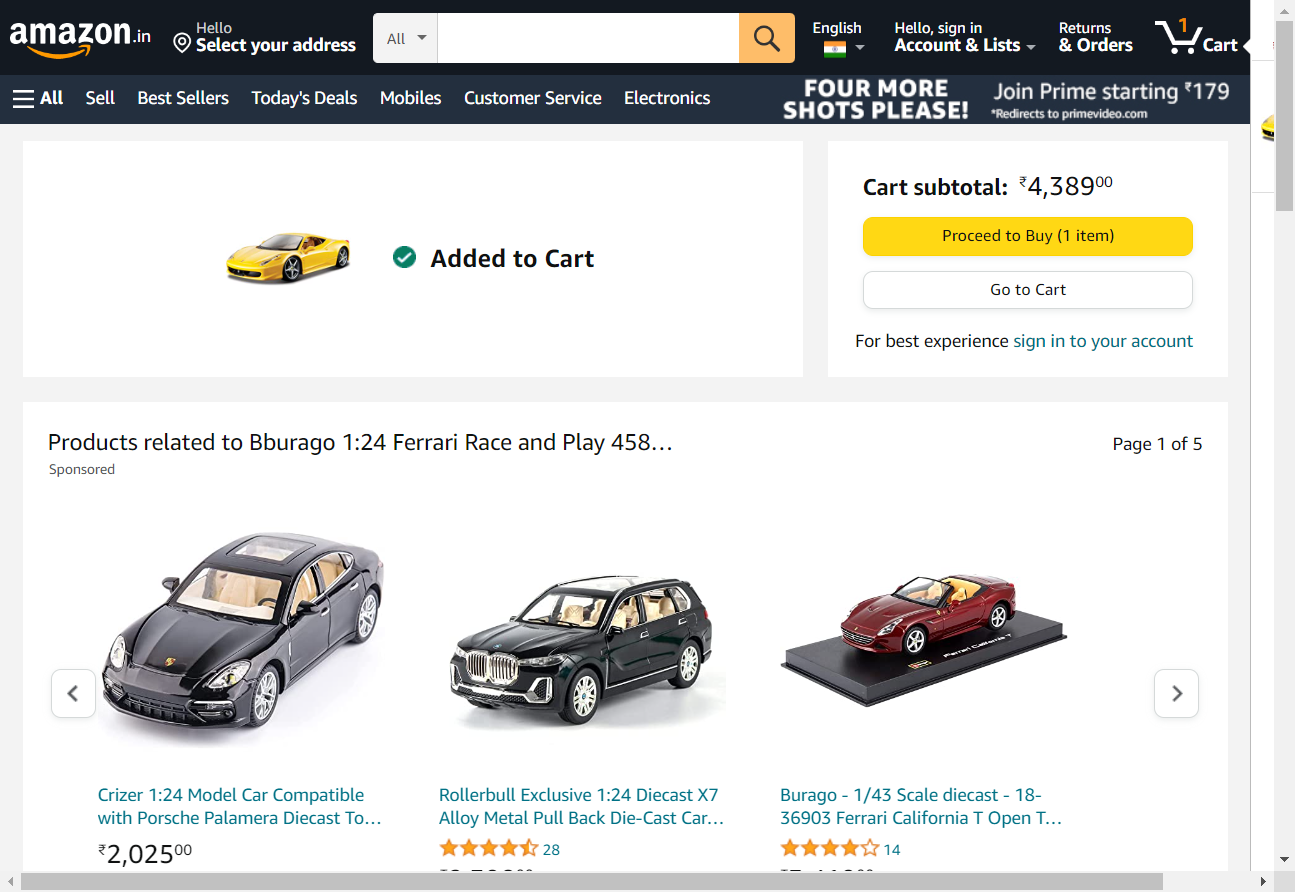 amazon.in
Hello
Select your address
All
English
Hello, sign in
Account & Lists
Returns
& Orders
1
Cart
All
Sell
Best Sellers
Today's Deals
Mobiles
Customer Service
Electronics
FOUR MORE
SHOTS PLEASE!
Join Prime starting ₹179
*Redirects to primevideo.com
Added to Cart
Cart subtotal: ₹4,38900
Proceed to Buy (1 item)
Go to Cart
For best experience sign in to your account
Products related to Bburago 1:24 Ferrari Race and Play 458…
Page 1 of 5
Sponsored
Ferrari California T
Crizer 1:24 Model Car Compatible
with Porsche Palamera Diecast To…
₹2,02500
Rollerbull Exclusive 1:24 Diecast X7
Alloy Metal Pull Back Die-Cast Car…
28
Burago - 1/43 Scale diecast - 18-
36903 Ferrari California T Open T…
14